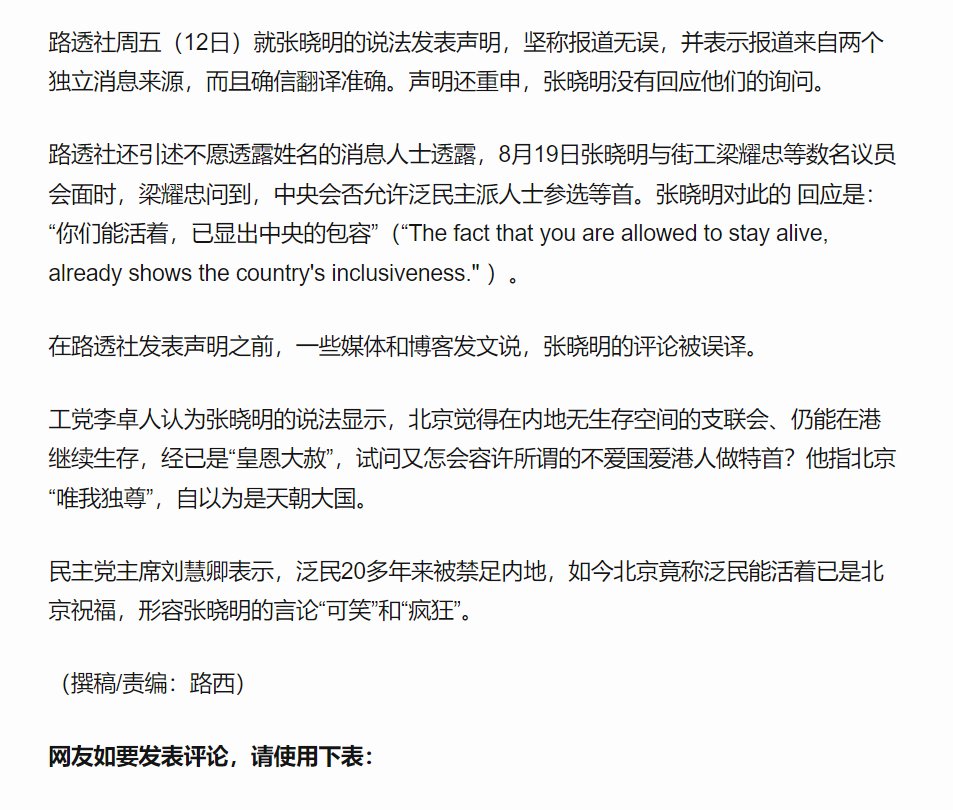 路透社周五（12日）就张晓明的说法发表声明，坚称报道无误，并表示报道来自两个
独立消息来源，而且确信翻译准确。声明还重申，张晓明没有回应他们的询问。
路透社还引述不愿透露姓名的消息人士透露，8月19日张晓明与街工梁耀忠等数名议员
会面时，梁耀忠问到，中央会否允许泛民主派人士参选等首。张晓明对此的 回应是：
“你们能活着，已显出中央的包容”（“The fact that you are allowed to stay alive,
already shows the country's inclusiveness." ）。
在路透社发表声明之前，一些媒体和博客发文说，张晓明的评论被误译。
工党李卓人认为张晓明的说法显示，北京觉得在内地无生存空间的支联会、仍能在港
继续生存，经已是“皇恩大赦”，试问又怎会容许所谓的不爱国爱港人做特首？他指北京
“唯我独尊”，自以为是天朝大国。
民主党主席刘慧卿表示，泛民20多年来被禁足内地，如今北京竟称泛民能活着已是北
京祝福，形容张晓明的言论“可笑”和“疯狂”。
（撰稿/责编：路西）
网友如要发表评论，请使用下表：